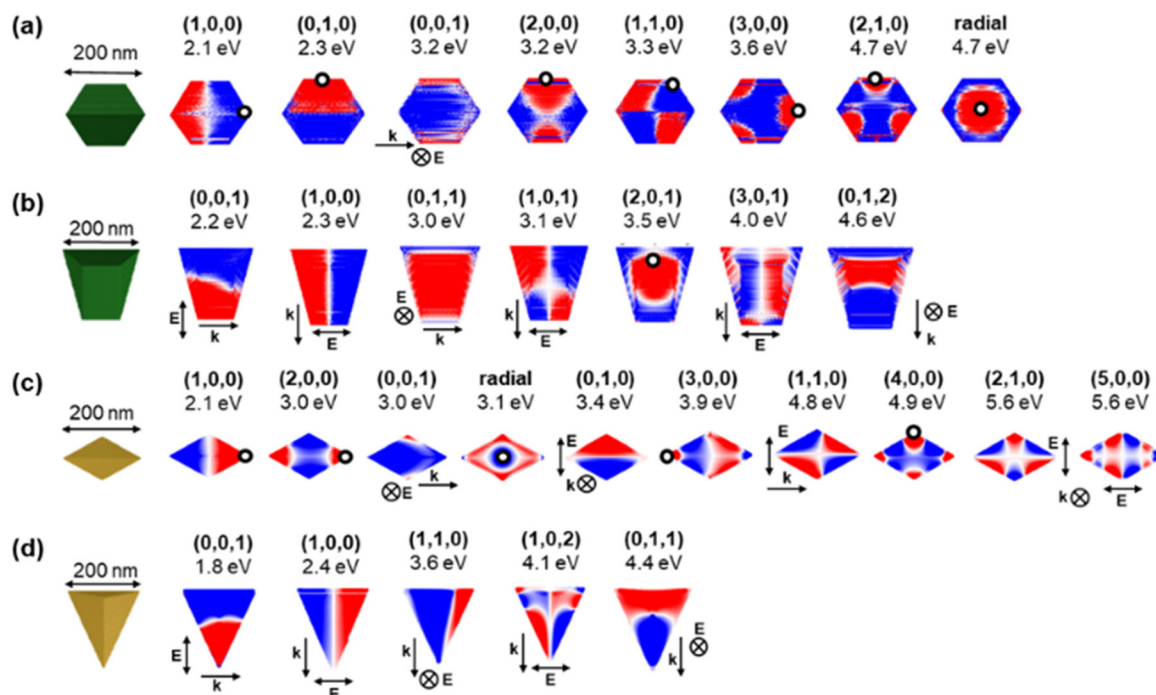 (a)
(1,0,0) (0,1,0) (0,0,1) (2,0,0) (1,1,0) (3,0,0) (2,1,0) radial
200 nm 2.1 eV 2.3 eV 3.2 eV 3.2 eV 3.3 eV 3.6 eV 4.7 eV 4.7 eV
k
E
(b)
(0,0,1) (1,0,0) (0,1,1) (1,0,1) (2,0,1) (3,0,1) (0,1,2)
200 nm 2.2 eV 2.3 eV 3.0 eV 3.1 eV 3.5 eV 4.0 eV 4.6 eV
E k k E E k k E k E E k
(c)
(1,0,0) (2,0,0) (0,0,1) radial (0,1,0) (3,0,0) (1,1,0) (4,0,0) (2,1,0) (5,0,0)
200 nm 2.1 eV 3.0 eV 3.0 eV 3.1 eV 3.4 eV 3.9 eV 4.8 eV 4.9 eV 5.6 eV 5.6 eV
E k E k E k E k E
(d)
(0,0,1) (1,0,0) (1,1,0) (1,0,2) (0,1,1)
200 nm 1.8 eV 2.4 eV 3.6 eV 4.1 eV 4.4 eV
E k k E k E k E k E